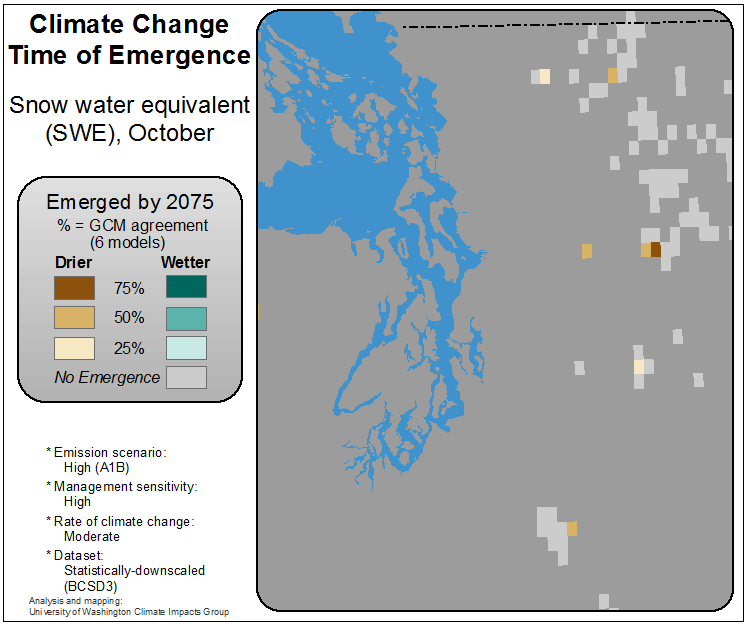 Climate Change
Time of Emergence
Snow water equivalent
(SWE), October
Emerged by 2075
% = GCM agreement
(6 models)
Drier Wetter
75%
50%
25%
No Emergence
* Emission scenario:
High (A1B)
* Management sensitivity:
High
* Rate of climate change:
Moderate
* Dataset:
Statistically-downscaled
(BCSD3)
Analysis and mapping:
University of Washington Climate Impacts Group